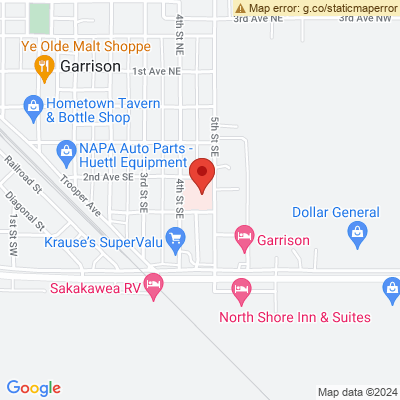 Map error: g.co/staticmaperror
3rd Ave NE
3rd Ave NW
4th St NE
Ye Olde Malt Shoppe
Garrison
1st Ave NE
Hometown Tavern
& Bottle Shop
5th St SE
NAPA Auto Parts -
Huettl Equipment
2nd Ave SE
Railroad St
Trooper Ave
Diagonal St
1st St SW
3rd St SE
4th St SE
Dollar General
Krause's SuperValu
Garrison
Sakakawea RV
North Shore Inn & Suites
Google
Map data ©2024